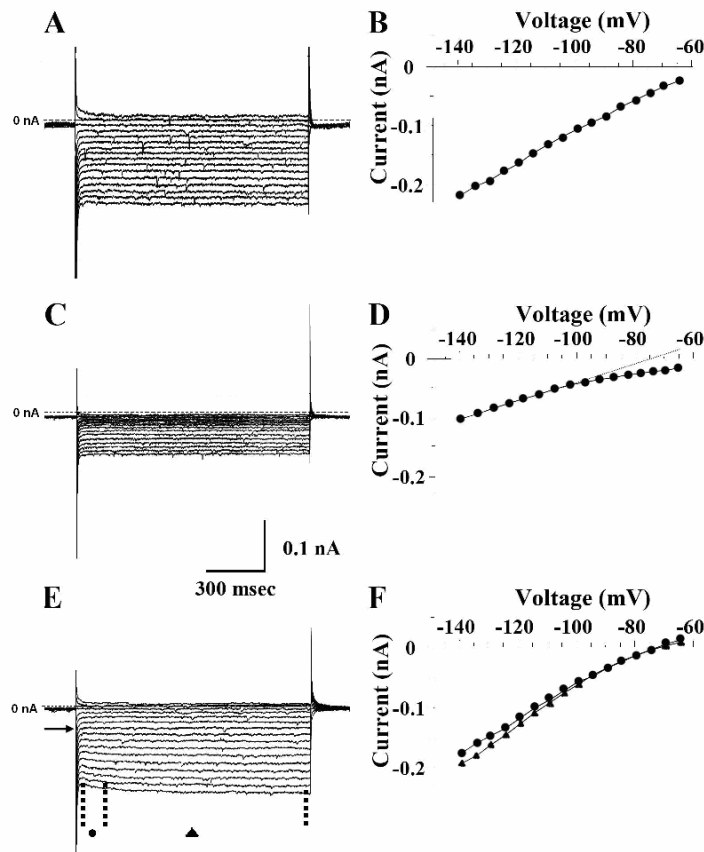 A
0 nA
B
Voltage (mV)
-140 -120 -100 -80 -60
Current (nA)
0
-0.1
-0.2
C
0 nA
0.1 nA
300 msec
D
Voltage (mV)
-140 -120 -100 -80 -60
Current (nA)
0
-0.1
-0.2
E
0 nA
F
Voltage (mV)
-140 -120 -100 -80 -60
Current (nA)
0
-0.1
-0.2